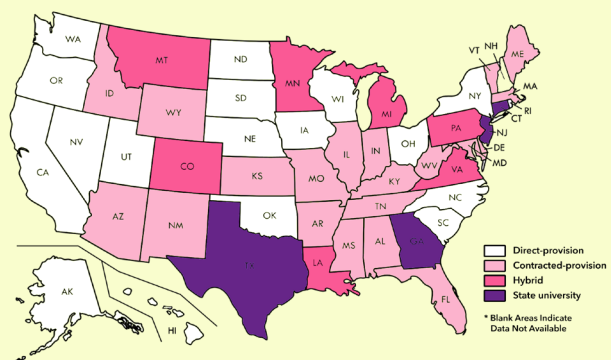 WA
MT
ND
MN
VT
NH
ME
OR
ID
SD
WI
MI
NY
MA
WY
RI
CT
NV
UT
NE
IA
PA
NJ
CA
CO
IL
IN
OH
DE
MD
WV
VA
KS
MO
KY
NC
AZ
NM
OK
AR
TN
SC
TX
LA
MS
AL
GA
FL
AK
HI
Direct-provision
Contracted-provision
Hybrid
State university
* Blank Areas Indicate
Data Not Available